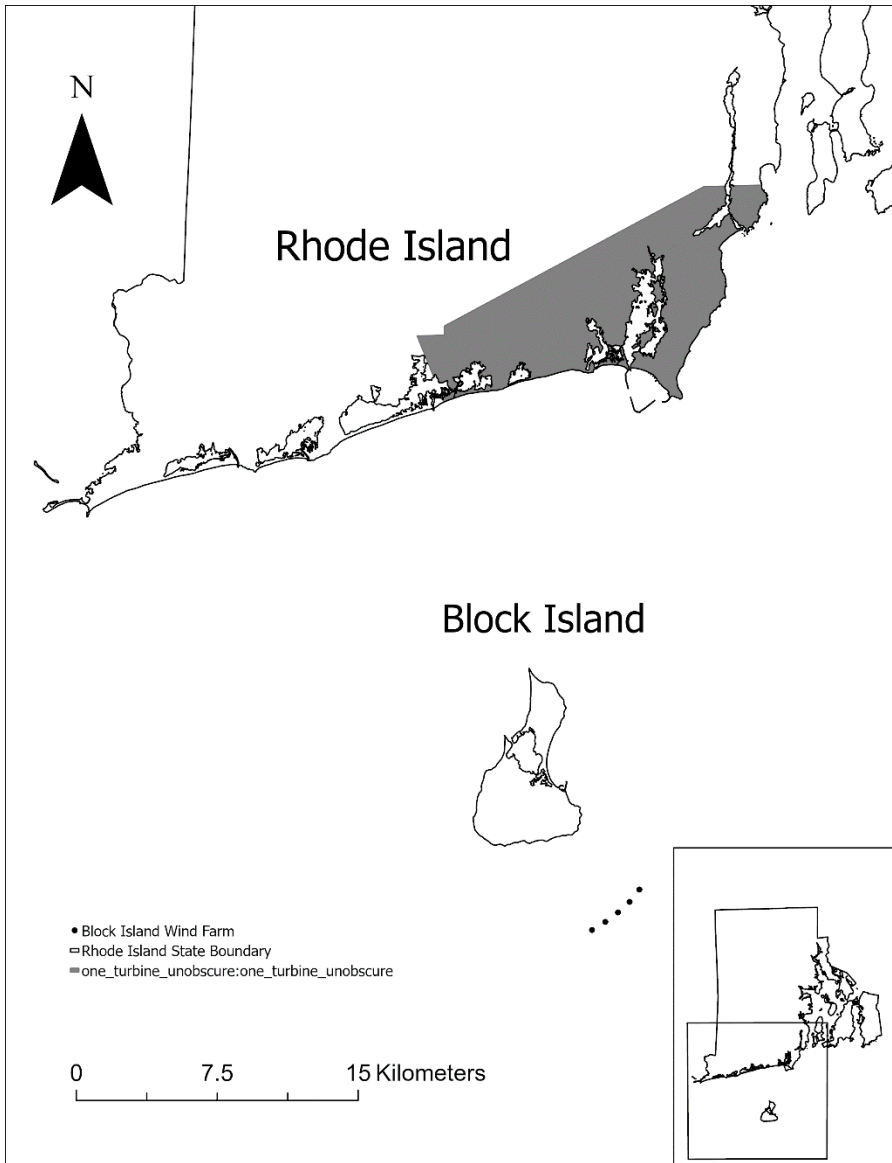 N
Rhode Island
Block Island
Block Island Wind Farm
Rhode Island State Boundary
one_turbine_unobscure:one_turbine_unobscure
0 7.5 15 Kilometers